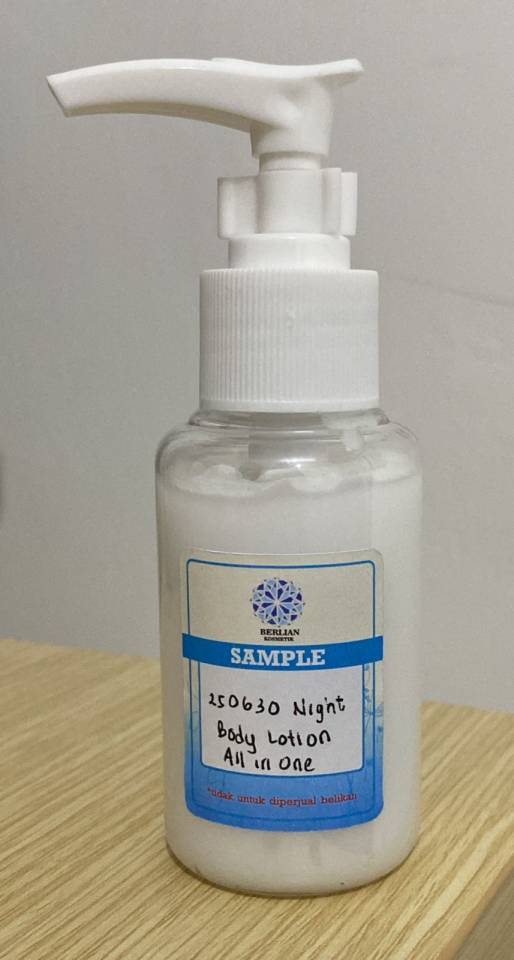 BERLIAN
KOSMETIK
SAMPLE
250630 Night
Body Lotion
All in One
*tidak untuk diperjual belikan